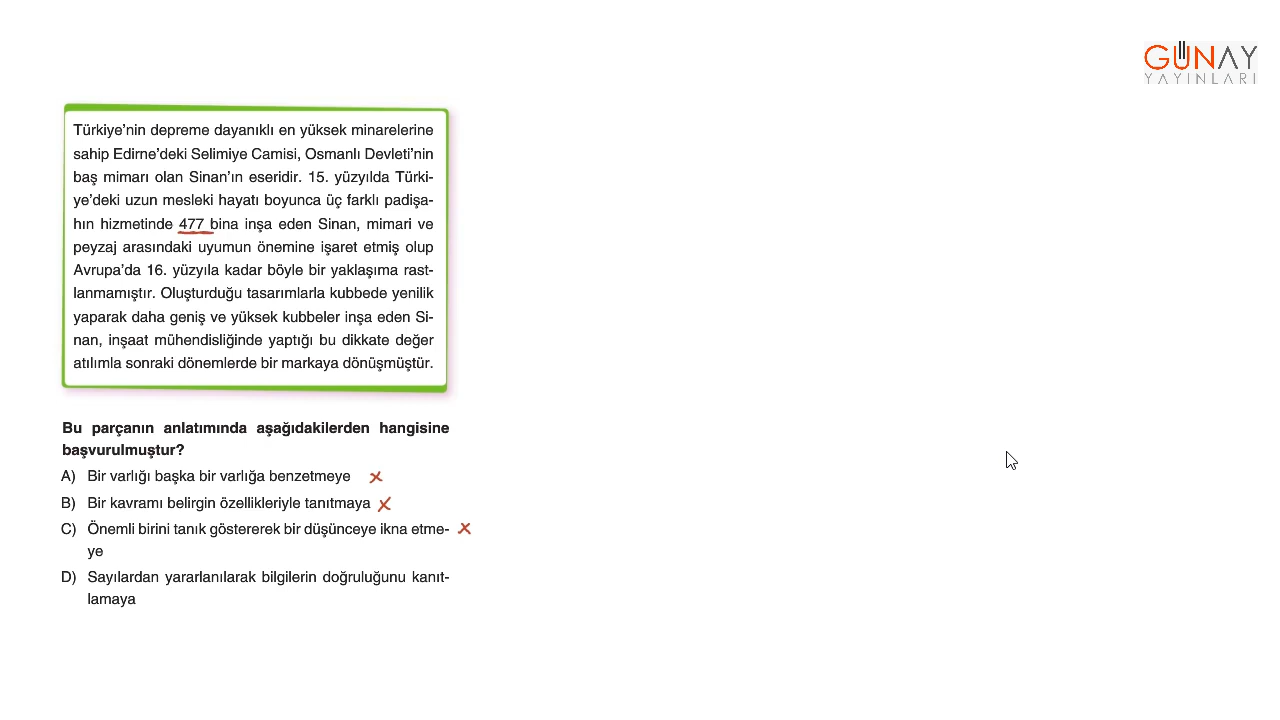 GÜNAY
YAYINLARI
Türkiye’nin depreme dayanıklı en yüksek minarelerine
sahip Edirne’deki Selimiye Camisi, Osmanlı Devleti’nin
baş mimarı olan Sinan’ın eseridir. 15. yüzyılda Türki-
ye’deki uzun mesleki hayatı boyunca üç farklı padişa-
hın hizmetinde 477 bina inşa eden Sinan, mimari ve
peyzaj arasındaki uyumun önemine işaret etmiş olup
Avrupa’da 16. yüzyıla kadar böyle bir yaklaşıma rast-
lanmamıştır. Oluşturduğu tasarımlarla kubbede yenilik
yaparak daha geniş ve yüksek kubbeler inşa eden Si-
nan, inşaat mühendisliğinde yaptığı bu dikkate değer
atılımla sonraki dönemlerde bir markaya dönüşmüştür.
Bu parçanın anlatımında aşağıdakilerden hangisine
başvurulmuştur?
A) Bir varlığı başka bir varlığa benzetmeye
B) Bir kavramı belirgin özellikleriyle tanıtmaya
C) Önemli birini tanık göstererek bir düşünceye ikna etme-
ye
D) Sayılardan yararlanılarak bilgilerin doğruluğunu kanıt-
lamaya